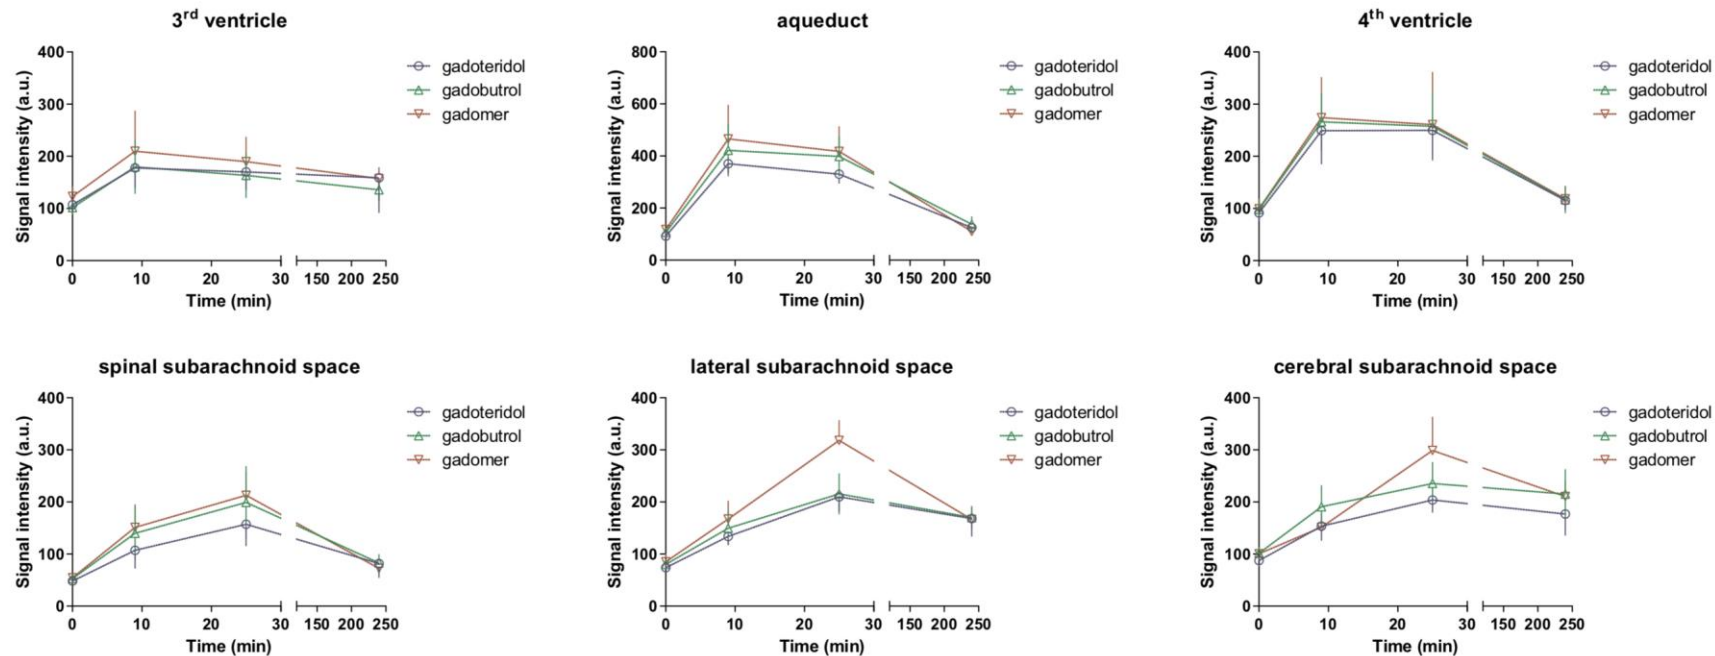 3rd ventricle
400
300
200
100
0
Signal intensity (a.u.)
0 10 20 30 150 200 250
Time (min)
gadoteridol
gadobutrol
gadomer
aqueduct
800
600
400
200
0
Signal intensity (a.u.)
0 10 20 30 150 200 250
Time (min)
gadoteridol
gadobutrol
gadomer
4th ventricle
400
300
200
100
0
Signal intensity (a.u.)
0 10 20 30 150 200 250
Time (min)
gadoteridol
gadobutrol
gadomer
spinal subarachnoid space
400
300
200
100
0
Signal intensity (a.u.)
0 10 20 30 150 200 250
Time (min)
gadoteridol
gadobutrol
gadomer
lateral subarachnoid space
400
300
200
100
0
Signal intensity (a.u.)
0 10 20 30 150 200 250
Time (min)
gadoteridol
gadobutrol
gadomer
cerebral subarachnoid space
400
300
200
100
0
Signal intensity (a.u.)
0 10 20 30 150 200 250
Time (min)
gadoteridol
gadobutrol
gadomer